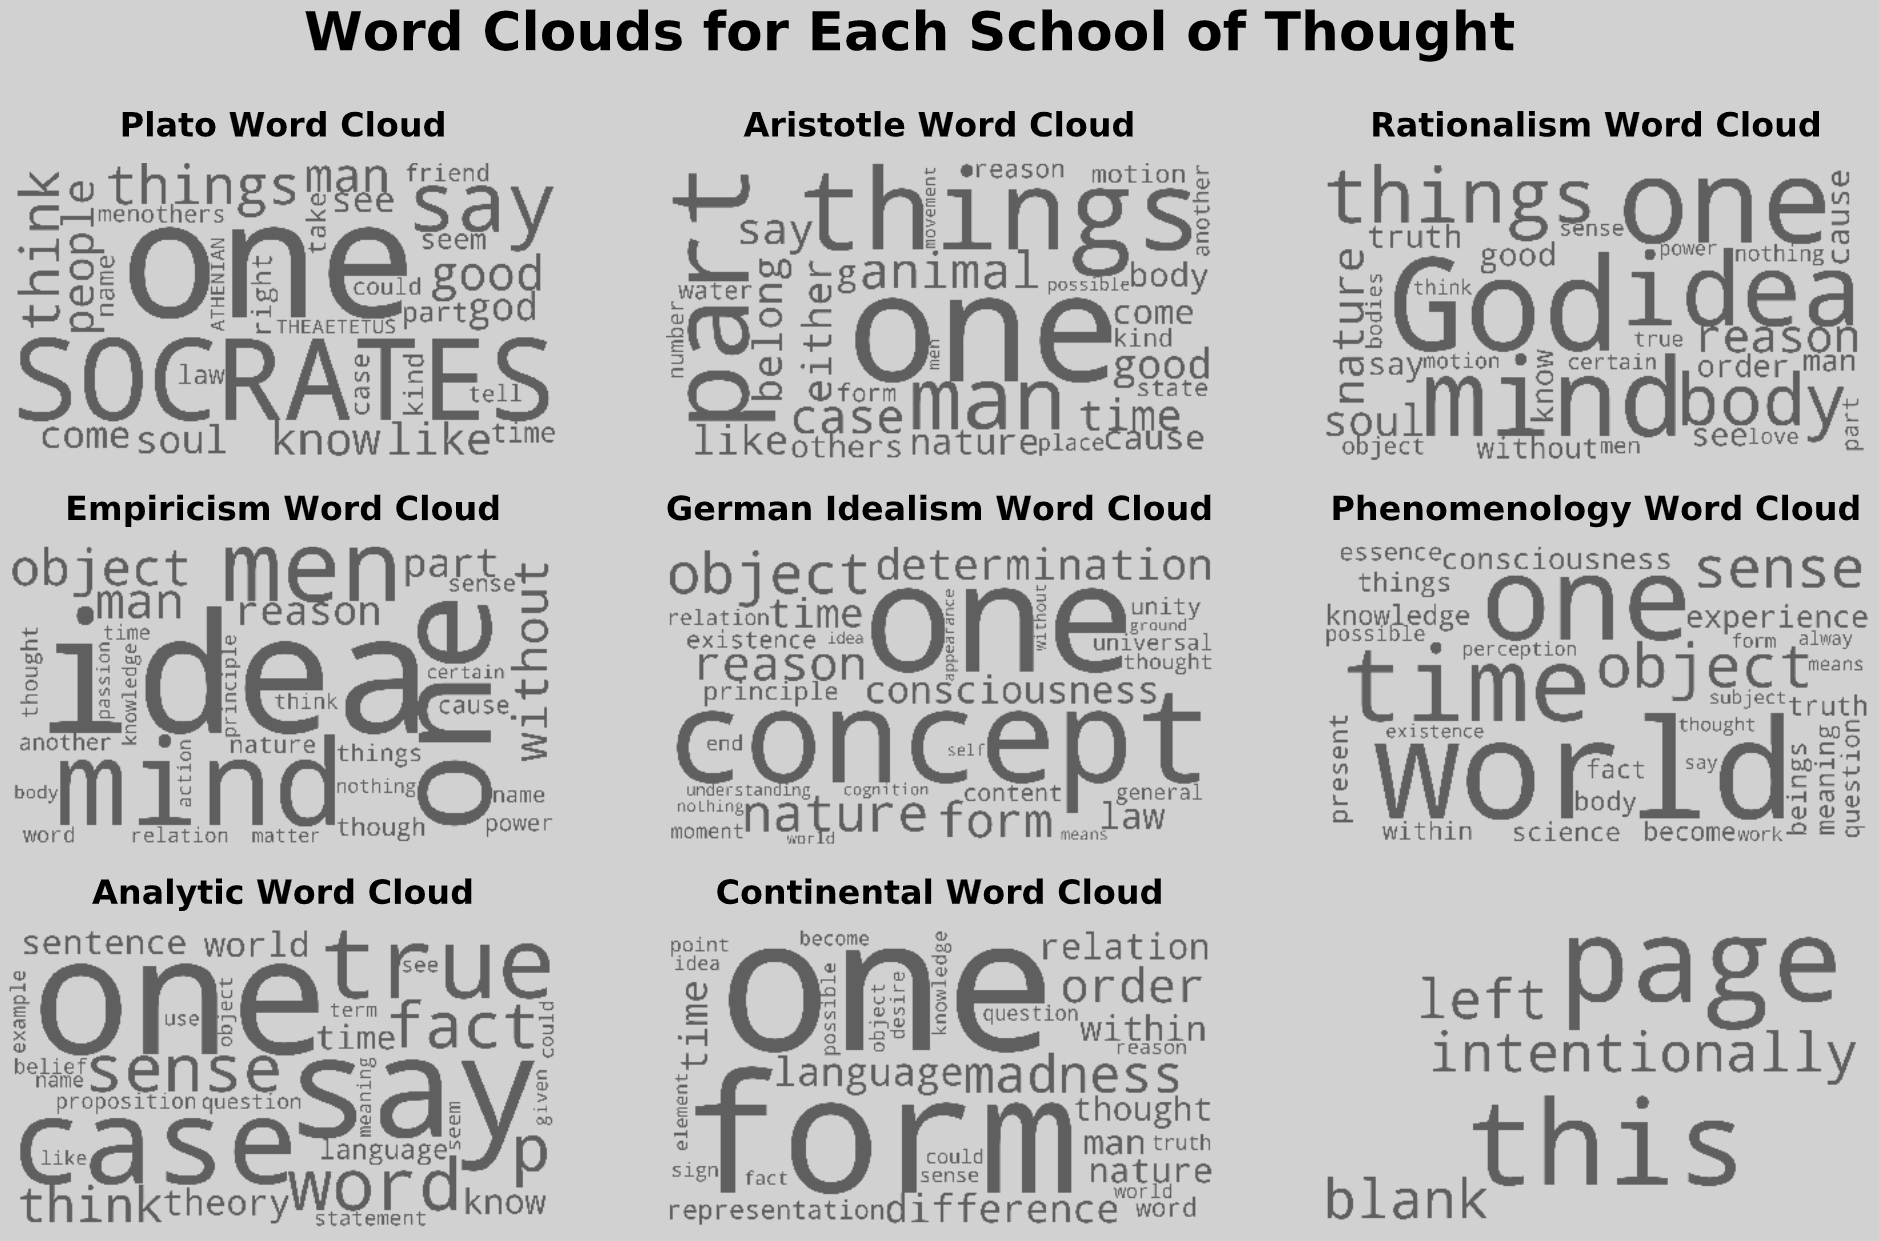 Word Clouds for Each School of Thought
Plato Word Cloud
think
people
things
man
friend
say
menothers
take
see
seem
name
one
ATHENIAN
right
could
good
THEAETETUS
part
god
SOCRATES
law
case
kind
tell
come
soul
know
like
time
Aristotle Word Cloud
part
things
movement
reason
motion
another
say
g
animal
possible
body
water
belong
either
number
one
men
come
kind
good
form
state
case
man
time
like
others
nature
place
cause
Rationalism Word Cloud
things
one
cause
sense
truth
good
power
nothing
nature
bodies
think
God
idea
true
reason
say
motion
know
certain
order
man
mind
body
soul
part
object
without
men
see
love
Empiricism Word Cloud
object
men
part
sense
man
reason
one
without
thought
time
idea
passion
knowledge
principle
think
certain
cause
another
nature
things
mind
action
body
nothing
name
word
relation
matter
though
power
German Idealism Word Cloud
object
determination
relation
time
one
appearance
without
unity
ground
existence
idea
universal
reason
thought
principle
consciousness
concept
end
self
understanding
cognition
content
general
nothing
nature
form
law
moment
world
means
Phenomenology Word Cloud
essence
consciousness
sense
things
one
knowledge
experience
possible
form
alway
perception
time
object
means
subject
truth
present
existence
thought
world
fact
say
body
beings
meaning
question
within
science
become
work
Analytic Word Cloud
sentence
world
true
see
one
example
use
object
term
time
fact
could
belief
name
sense
say
meaning
given
proposition
question
seem
case
like
language
p
think
theory
word
know
statement
Continental Word Cloud
point
become
relation
idea
one
possible
object
desire
knowledge
order
time
question
within
reason
language
madness
element
form
thought
man
truth
could
sign
fact
sense
nature
world
representation
difference
word
page
left
intentionally
this
blank